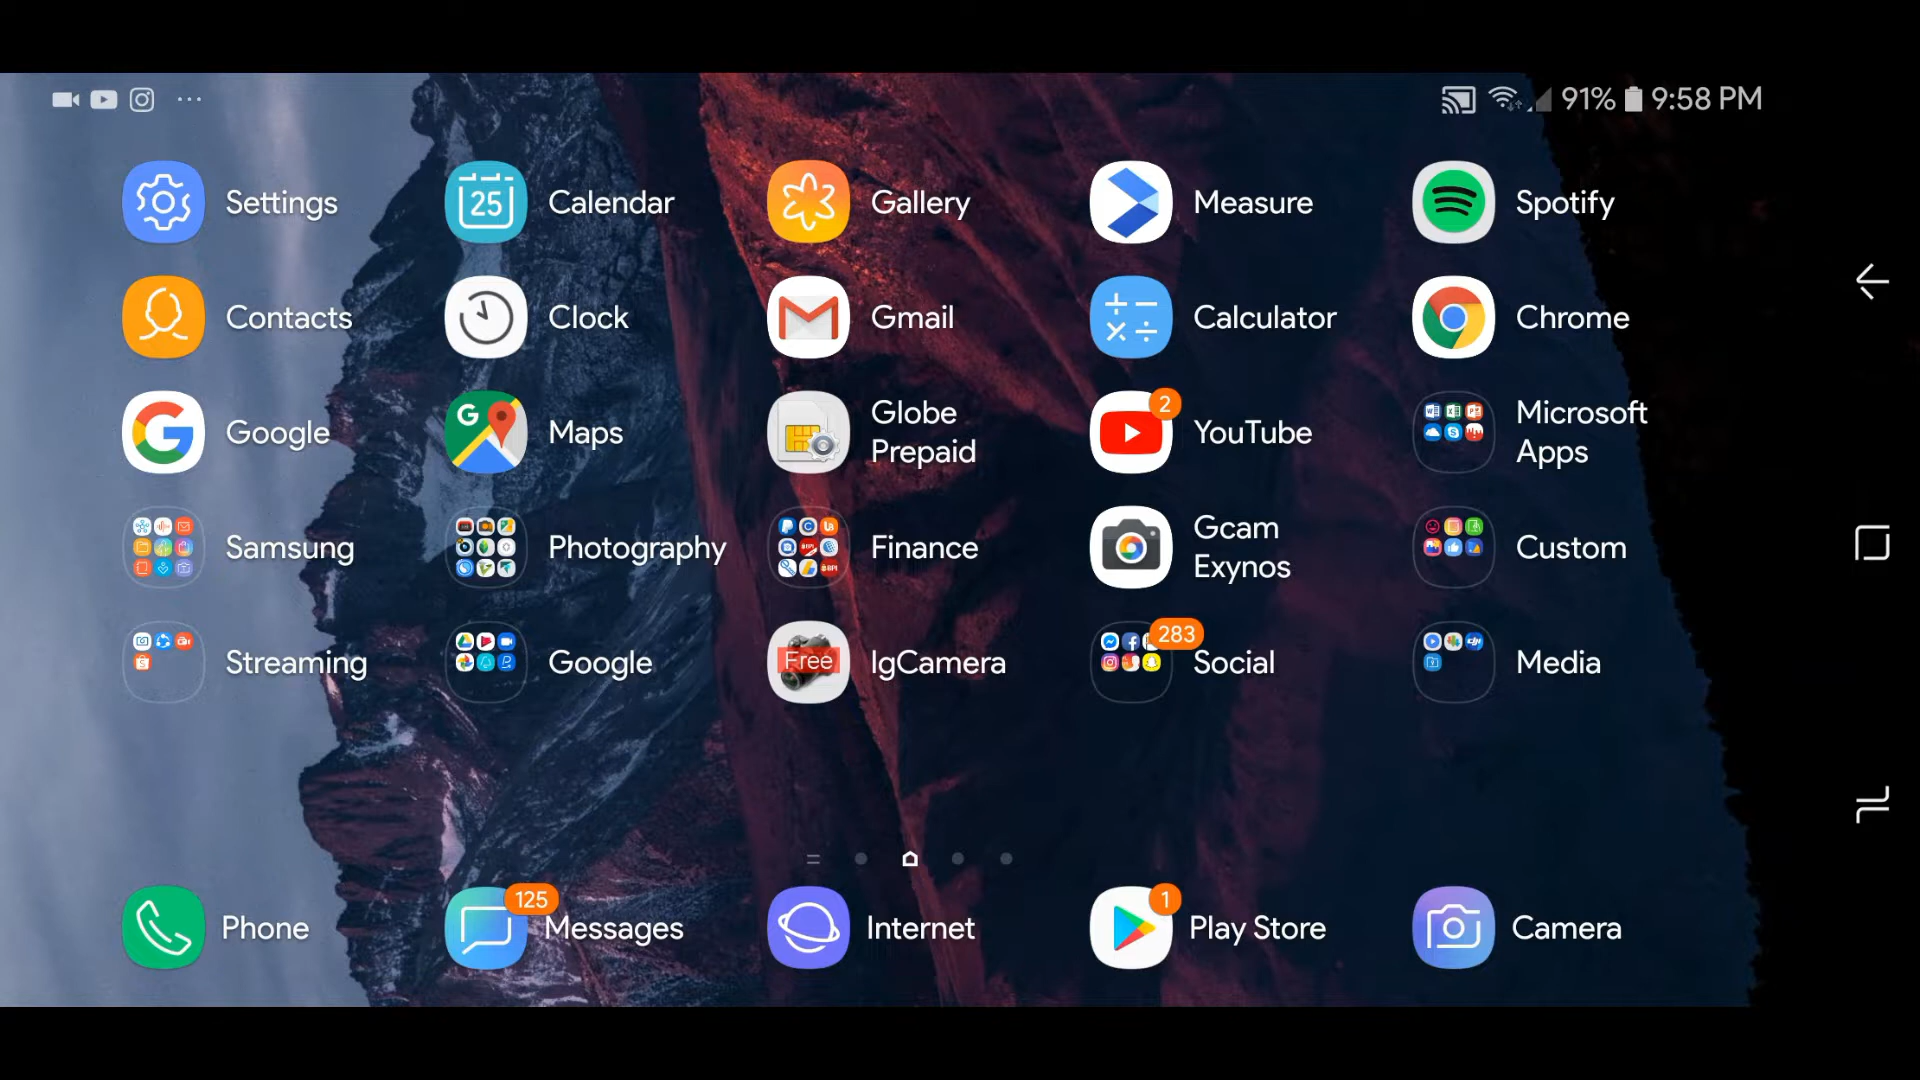 91% 9:58 PM
Settings
25
Calendar
Gallery
Measure
Spotify
Contacts
Clock
Gmail
Calculator
Chrome
Google
G
Maps
Globe
Prepaid
2
YouTube
Microsoft
Apps
Samsung
Photography
Finance
Gcam
Exynos
Custom
Streaming
Google
Free
lgCamera
283
Social
Media
Phone
125
Messages
Internet
1
Play Store
Camera